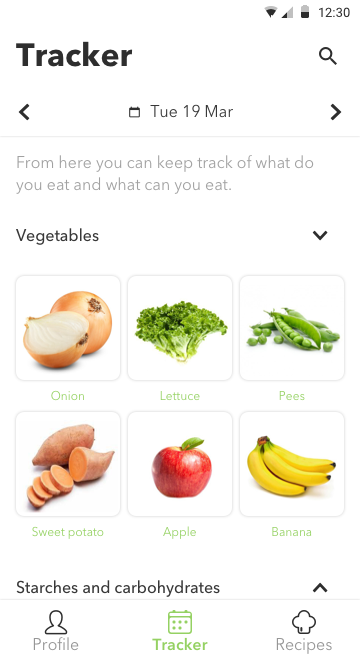 12:30
Tracker
Tue 19 Mar
From here you can keep track of what do
you eat and what can you eat.
Vegetables
Onion
Lettuce
Pees
Sweet potato
Apple
Banana
Starches and carbohydrates
Profile
Tracker
Recipes